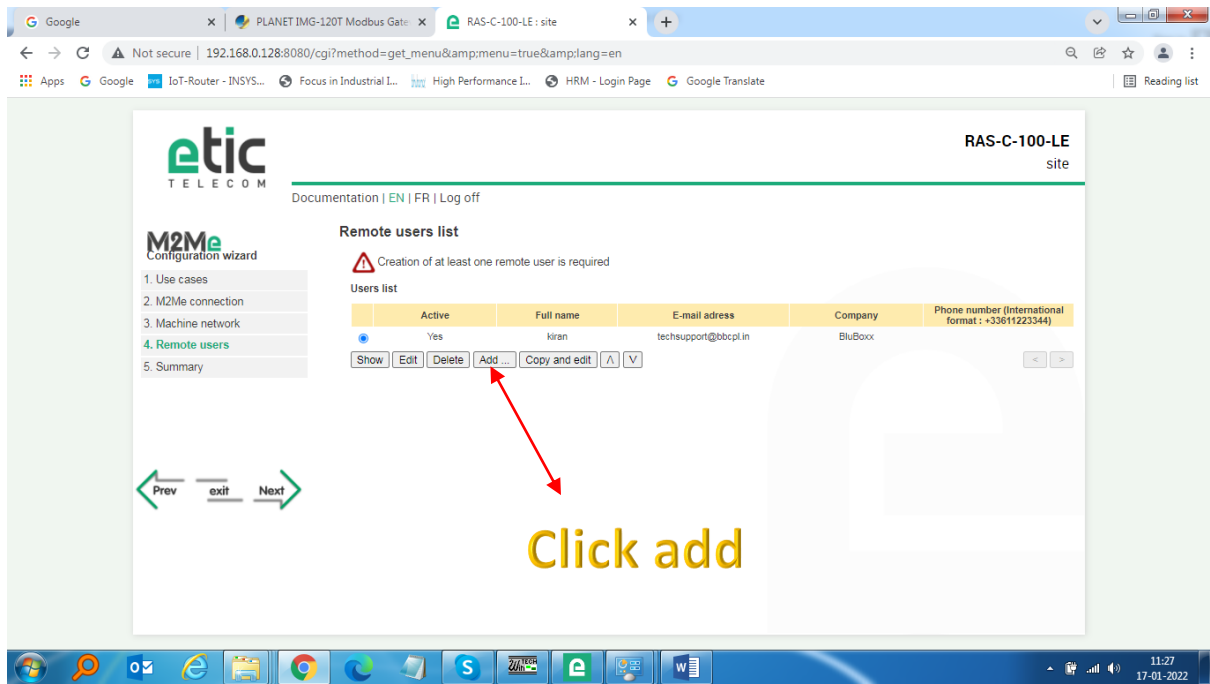 Google
PLANET IMG-120T Modbus Gate
RAS-C-100-LE : site
Not secure | 192.168.0.128:8080/cgi?method=get_menu&amp;menu=true&amp;lang=en
Apps Google IoT-Router - INSYS... Focus in Industrial I... High Performance I... HRM - Login Page Google Translate Reading list
etic
TELECOM
RAS-C-100-LE
site
Documentation | EN | FR | Log off
M2Me
Configuration wizard
1. Use cases
2. M2Me connection
3. Machine network
4. Remote users
5. Summary
Prev exit Next
Remote users list
Creation of at least one remote user is required
Users list
Active Full name E-mail adress Company Phone number (International
format : +33611223344)
Yes kiran techsupport@bbcpl.in BluBoxx
Show Edit Delete Add ... Copy and edit Λ V < >
Click add
11:27
17-01-2022